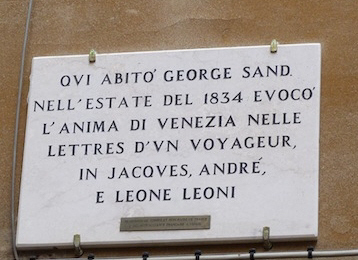 QVI ABITO' GEORGE SAND.
NELL'ESTATE DEL 1834 EVOCO'
L'ANIMA DI VENEZIA NELLE
LETTRES D'VN VOYAGEUR,
IN JACQVES, ANDRÉ,
E LEONE LEONI